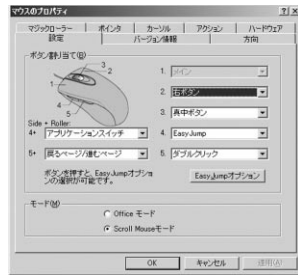 マウスのプロパティ
マジックローラー
ポインタ
カーソル
アクション
ハードウェア
設定
バージョン情報
方向
ボタン割り当て(B)
1
2
3
4
5
1. メイン
2. 右ボタン
3. 真中ボタン
4. EasyJump
5. ダブルクリック
Side + Roller:
4+ アプリケーションスイッチ
5+ 戻るページ/進むページ
ボタンを押すと、EasyJumpオプショ
ンの選択が可能です。
EasyJumpオプション
モード(M)
Office モード
Scroll Mouseモード
OK
キャンセル
適用(A)